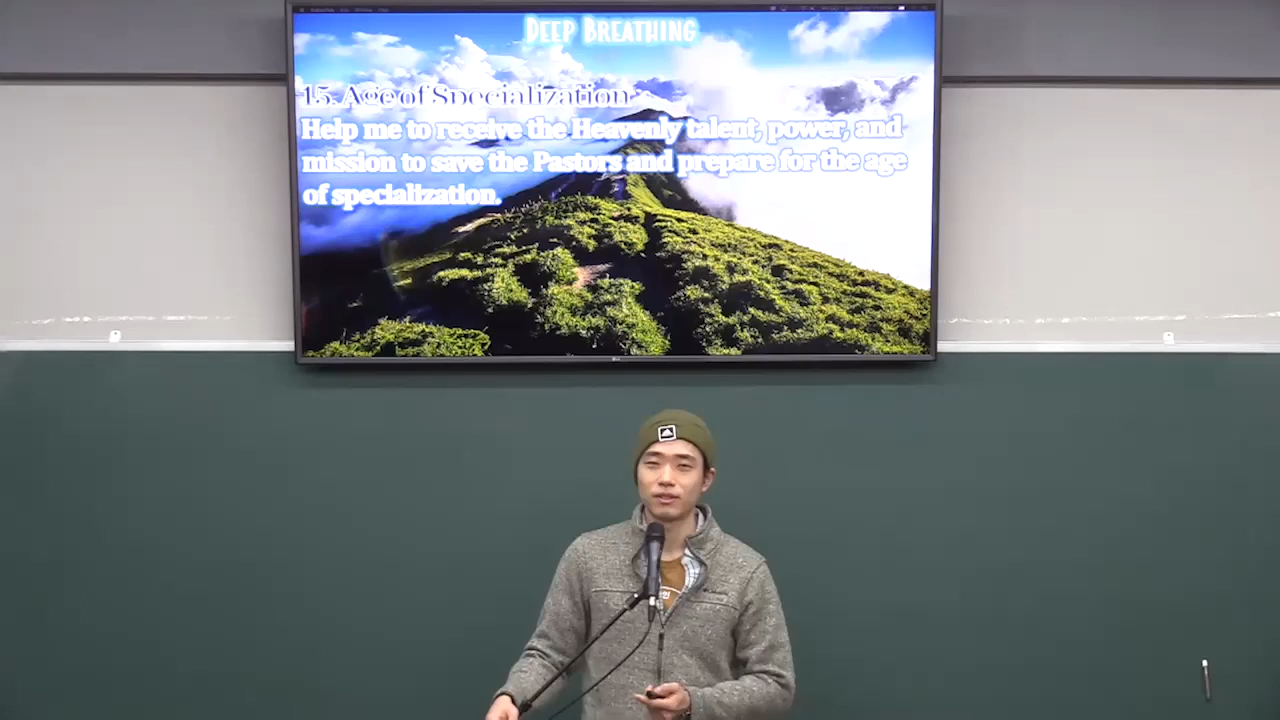 DEEP BREATHING
15. Age of Specialization
Help me to receive the Heavenly talent, power, and
mission to save the Pastors and prepare for the age
of specialization.